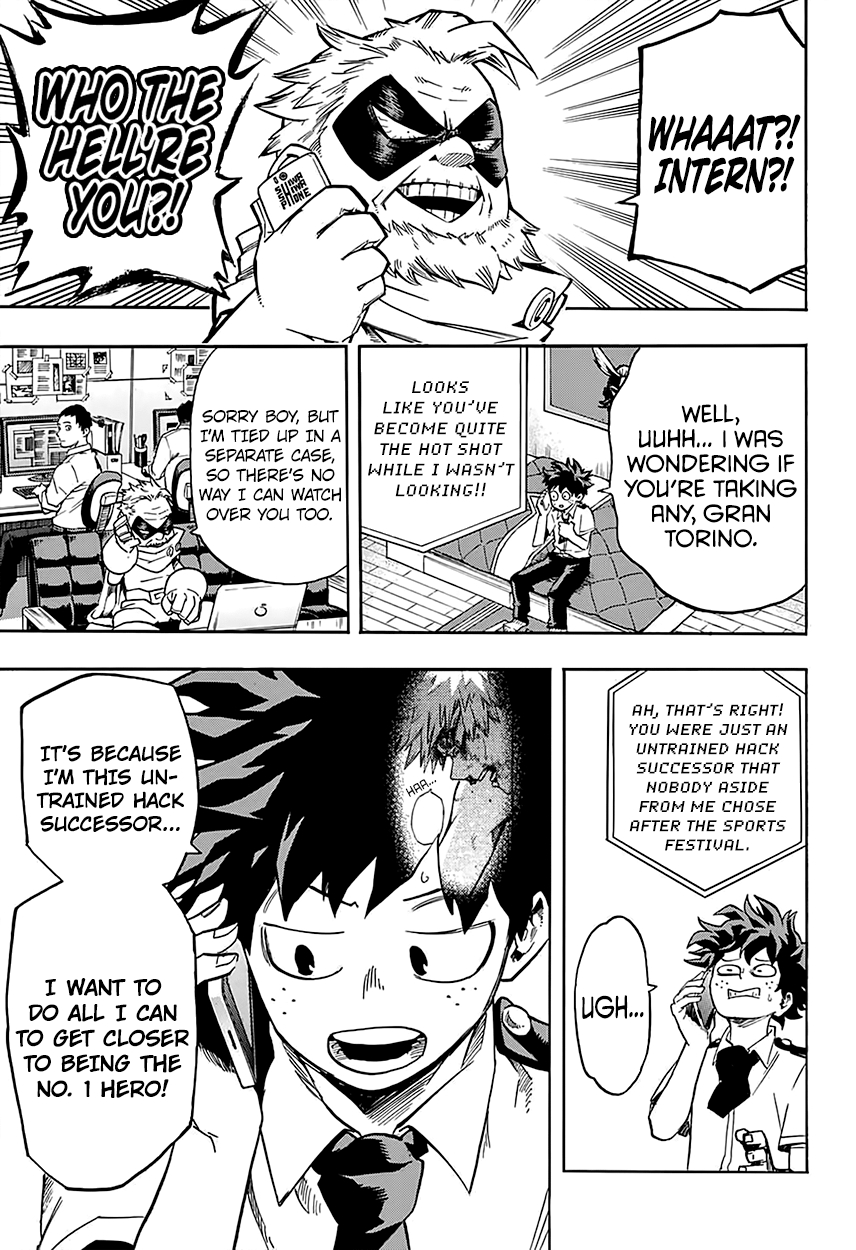 WHAAAT?!
INTERN?!
WHO THE
HELL'RE
YOU?!
SHWA
SHWA
PHONE
WELL,
UUHH... I WAS
WONDERING IF
YOU'RE TAKING
ANY, GRAN
TORINO.
LOOKS
LIKE YOU'VE
BECOME QUITE
THE HOT SHOT
WHILE I WASN'T
LOOKING!!
SORRY BOY, BUT
I'M TIED UP IN A
SEPARATE CASE,
SO THERE'S NO
WAY I CAN WATCH
OVER YOU TOO.
AH, THAT'S RIGHT!
YOU WERE JUST AN
UNTRAINED HACK
SUCCESSOR THAT
NOBODY ASIDE
FROM ME CHOSE
AFTER THE SPORTS
FESTIVAL.
UGH...
HAA...
IT'S BECAUSE
I'M THIS UN-
TRAINED HACK
SUCCESSOR...
I WANT TO
DO ALL I CAN
TO GET CLOSER
TO BEING THE
NO. 1 HERO!